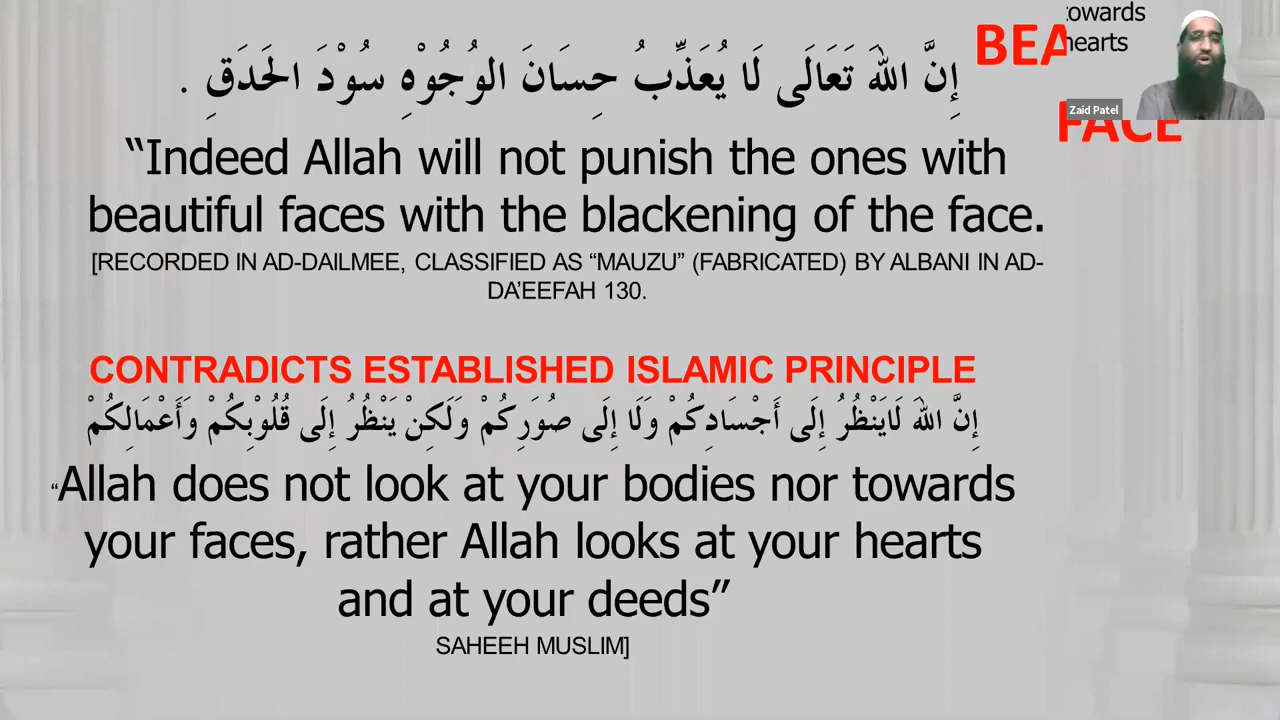 إِنَّ اللهَ تَعَالَى لَا يُعَذِّبُ حِسَانَ الوُجُوْهِ سُوْدَ الحَدَقِ .
“Indeed Allah will not punish the ones with
beautiful faces with the blackening of the face.
[RECORDED IN AD-DAILMEE, CLASSIFIED AS “MAUZU” (FABRICATED) BY ALBANI IN AD-
DA’EEFAH 130.
CONTRADICTS ESTABLISHED ISLAMIC PRINCIPLE
إِنَّ اللهَ لَايَنْظُرُ إِلَى أَجْسَادِكُمْ وَلَا إِلَى صُوَرِكُمْ وَلَكِنْ يَنْظُرُ إِلَى قُلُوْبِكُمْ وَأَعْمَالِكُمْ
“Allah does not look at your bodies nor towards
your faces, rather Allah looks at your hearts
and at your deeds”
SAHEEH MUSLIM]
BEA
FACE
towards
hearts
Zaid Patel